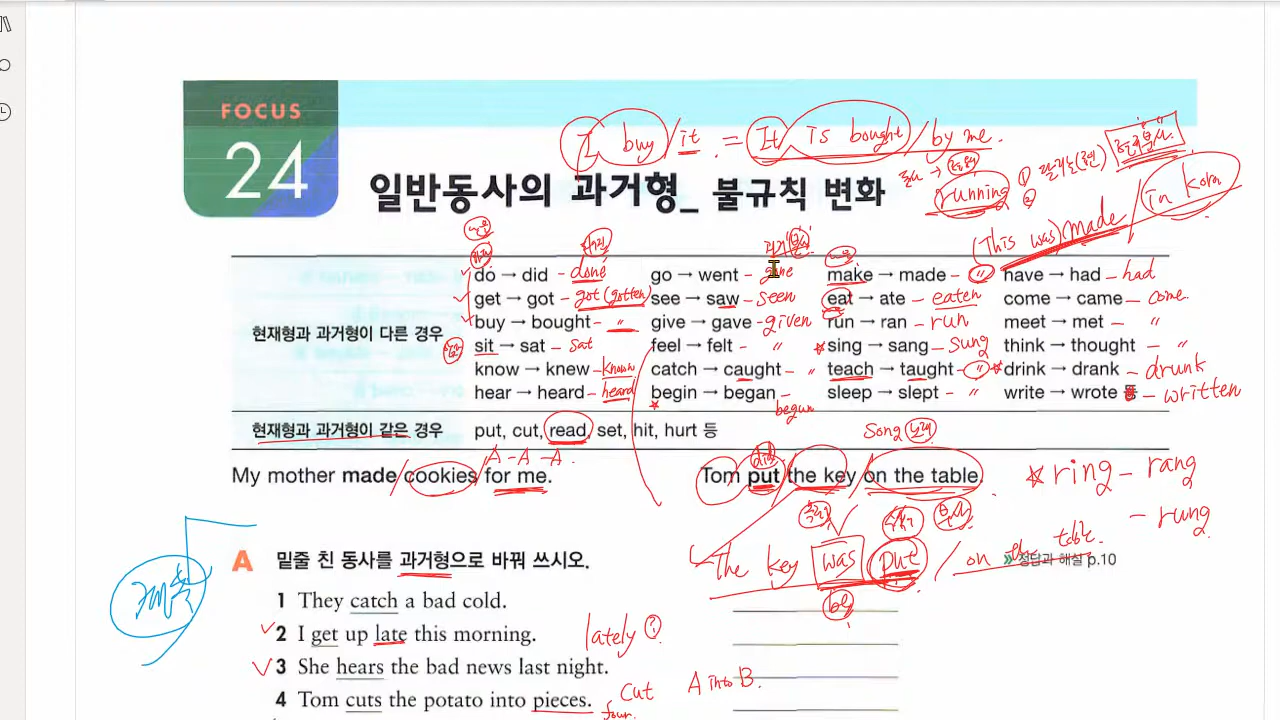 FOCUS
24
I buy / it = It is bought / by me.
일반동사의 과거형_ 불규칙 변화
running ① ②
(This was) made / in Korea
현재형과 과거형이 다른 경우
do → did - done go → went - gone make → made - 〃 have → had - had
get → got - got (gotten) see → saw - seen eat → ate - eaten come → came - come
buy → bought - 〃 give → gave - given run → ran - run meet → met - 〃
sit → sat - sat feel → felt - 〃 sing → sang - sung think → thought - 〃
know → knew - known catch → caught - 〃 teach → taught - 〃 drink → drank - drunk
hear → heard - heard begin → began - begun sleep → slept - 〃 write → wrote 등 - written
현재형과 과거형이 같은 경우 put, cut, read, set, hit, hurt 등
A - A - A. song 노래
My mother made / cookies / for me. Tom put / the key / on the table.
did
ring - rang
- rung
The key was put / on the table.
be
A 밑줄 친 동사를 과거형으로 바꿔 쓰시오. 정답과 해설 p.10
1 They catch a bad cold.
2 I get up late this morning. lately ?
3 She hears the bad news last night.
4 Tom cuts the potato into pieces. four cut A into B.